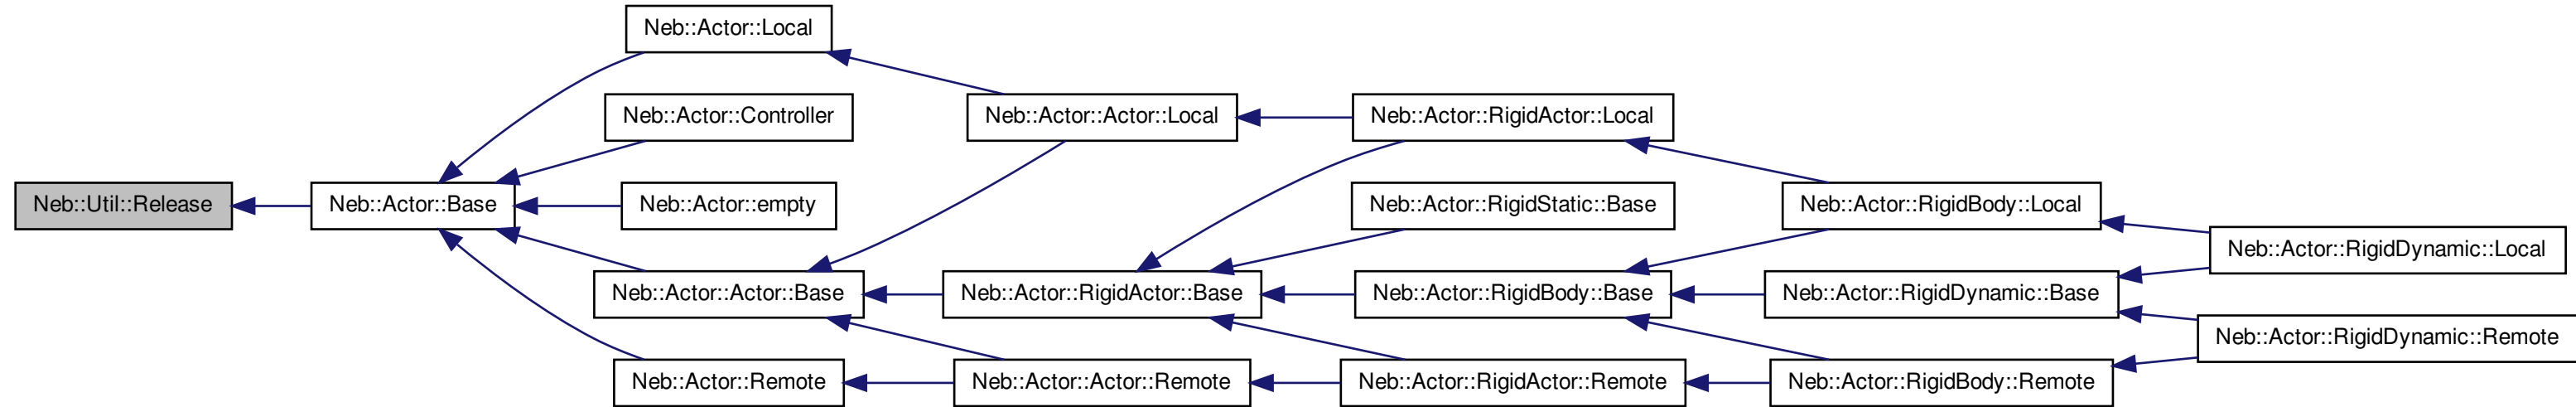 Neb::Actor::Local
Neb::Actor::Controller
Neb::Actor::Actor::Local
Neb::Actor::RigidActor::Local
Neb::Util::Release
Neb::Actor::Base
Neb::Actor::empty
Neb::Actor::RigidStatic::Base
Neb::Actor::RigidBody::Local
Neb::Actor::RigidDynamic::Local
Neb::Actor::Actor::Base
Neb::Actor::RigidActor::Base
Neb::Actor::RigidBody::Base
Neb::Actor::RigidDynamic::Base
Neb::Actor::RigidDynamic::Remote
Neb::Actor::Remote
Neb::Actor::Actor::Remote
Neb::Actor::RigidActor::Remote
Neb::Actor::RigidBody::Remote